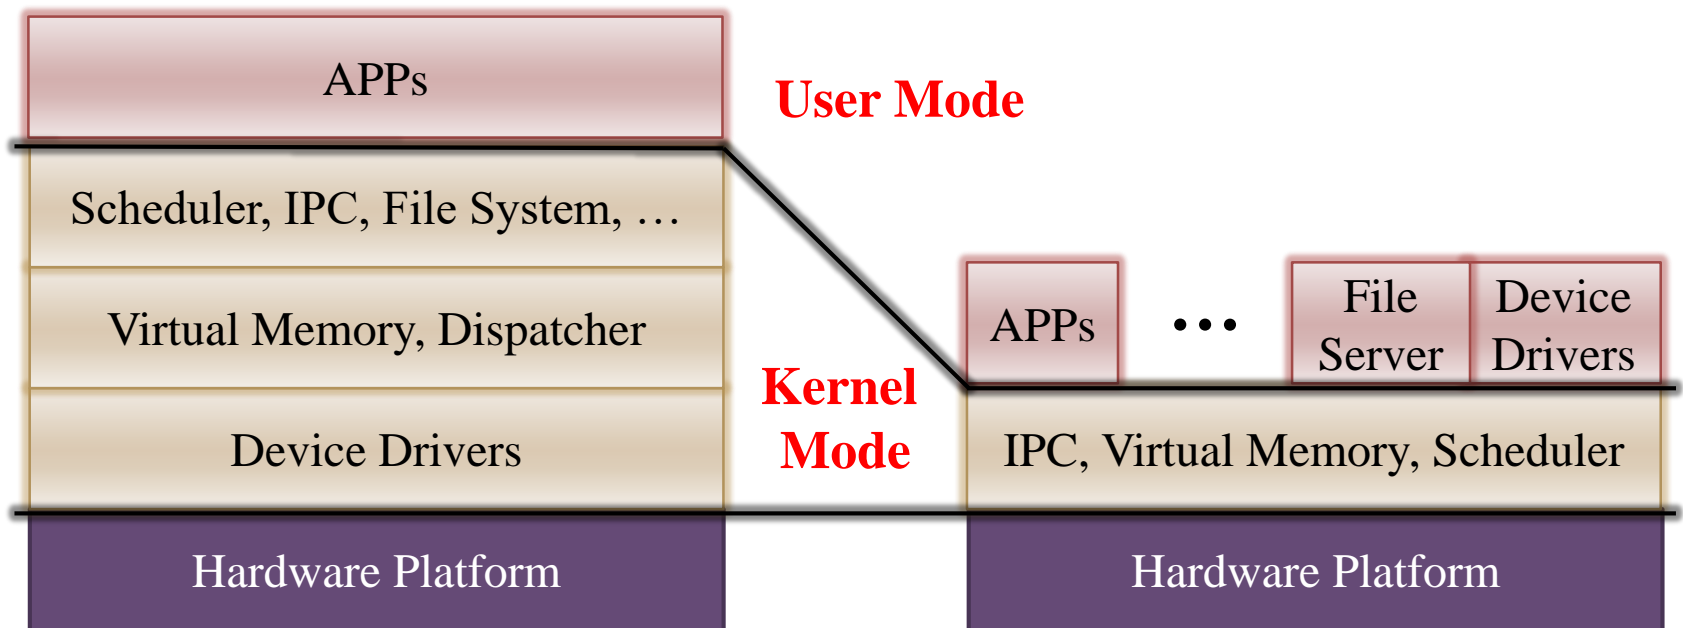 APPs
Scheduler, IPC, File System, …
Virtual Memory, Dispatcher
Device Drivers
Hardware Platform
User Mode
Kernel
Mode
APPs
…
File
Server
Device
Drivers
IPC, Virtual Memory, Scheduler
Hardware Platform